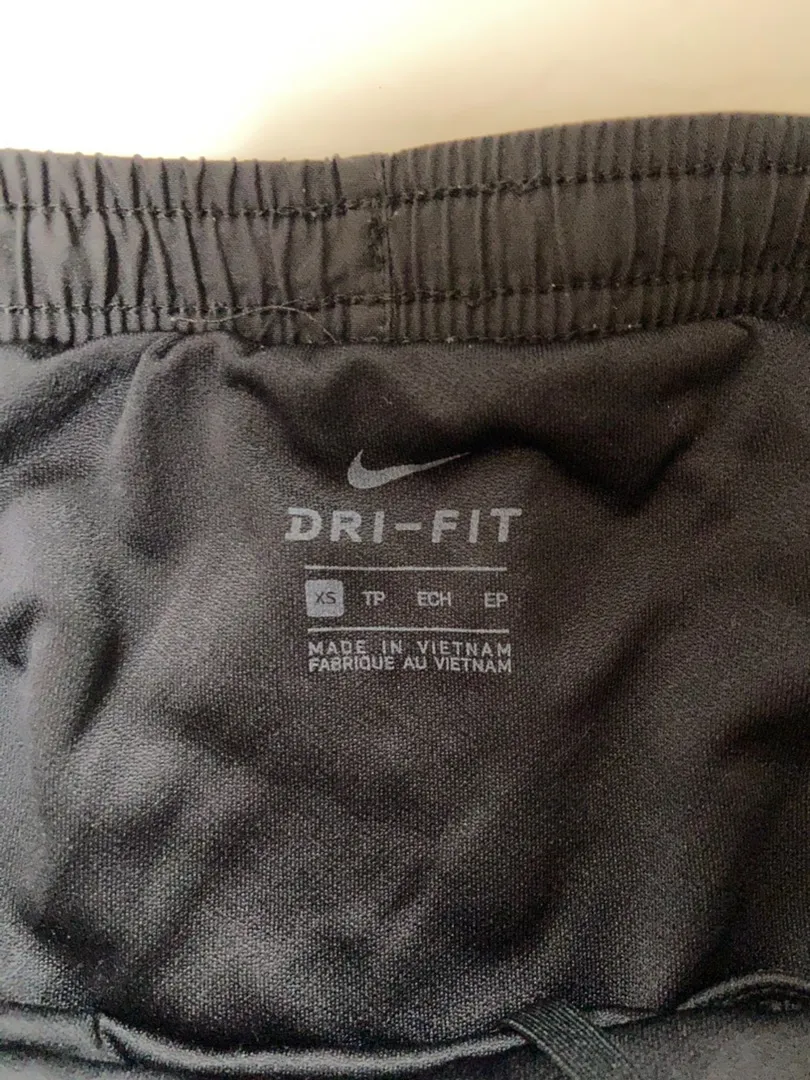 DRI-FIT
XS TP ECH EP
MADE IN VIETNAM
FABRIQUE AU VIETNAM